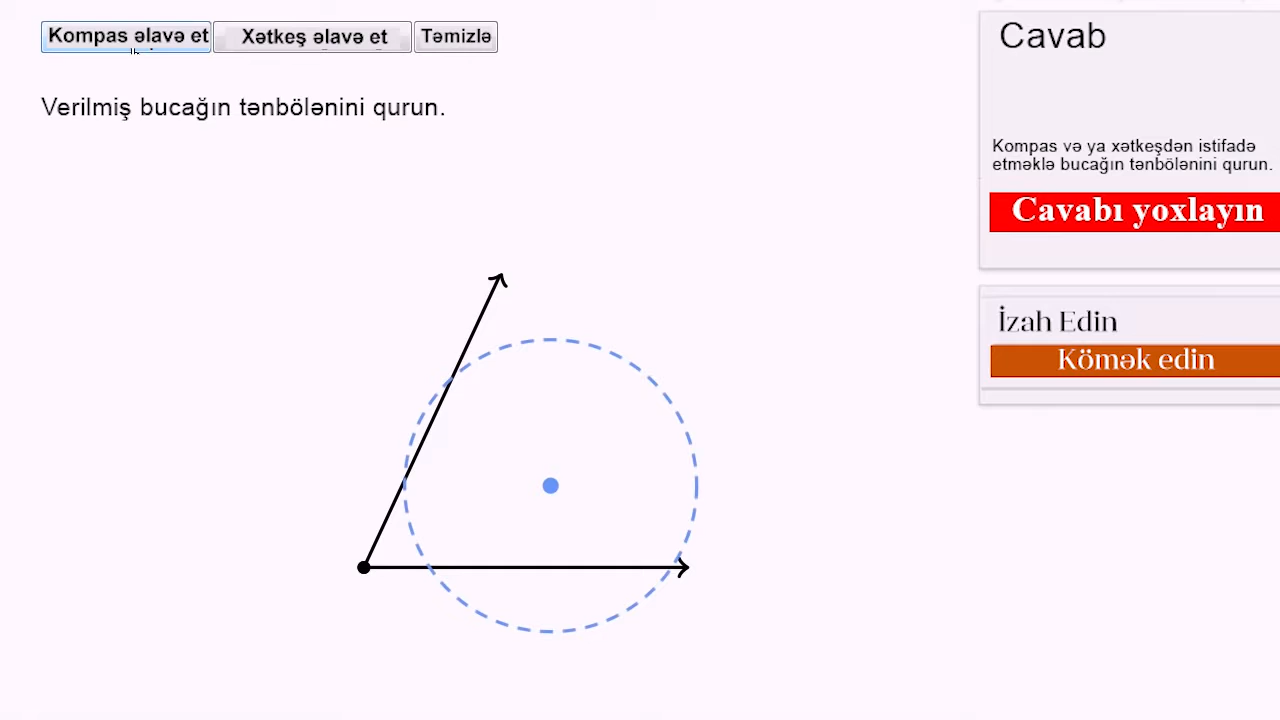 Kompas əlavə et Xətkeş əlavə et Təmizlə
Verilmiş bucağın tənbölənini qurun.
Cavab
Kompas və ya xətkeşdən istifadə
etməklə bucağın tənbölənini qurun.
Cavabı yoxlayın
İzah Edin
Kömək edin